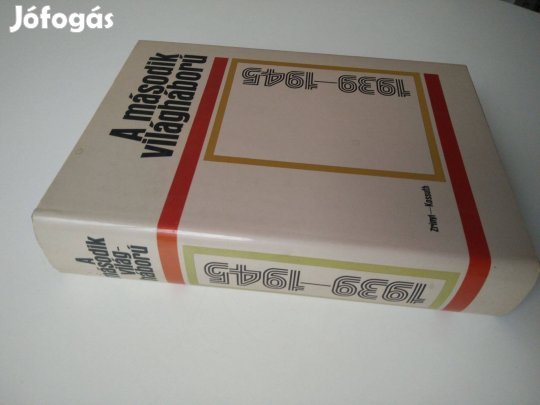 Jófogás
A második
világháború
1939—1945
Zrínyi—Kossuth
A
második
világ-
háború
1939—1945